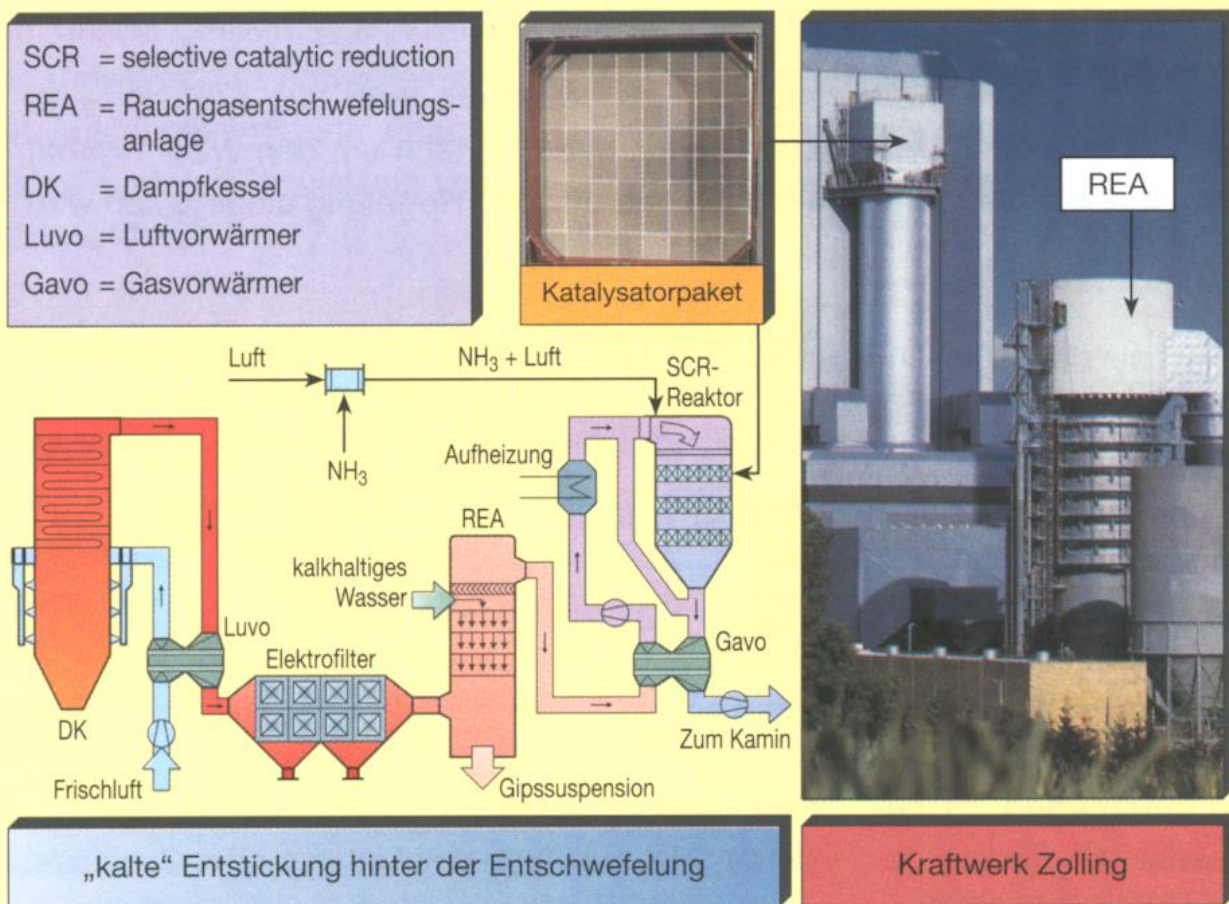 SCR = selective catalytic reduction
REA = Rauchgasentschwefelungs-
anlage
DK = Dampfkessel
Luvo = Luftvorwärmer
Gavo = Gasvorwärmer
Katalysatorpaket
REA
Luft
NH₃ + Luft
SCR-
Reaktor
NH₃
Aufheizung
REA
kalkhaltiges
Wasser
Luvo
Elektrofilter
Gavo
DK
Zum Kamin
Frischluft
Gipssuspension
„kalte“ Entstickung hinter der Entschwefelung
Kraftwerk Zolling